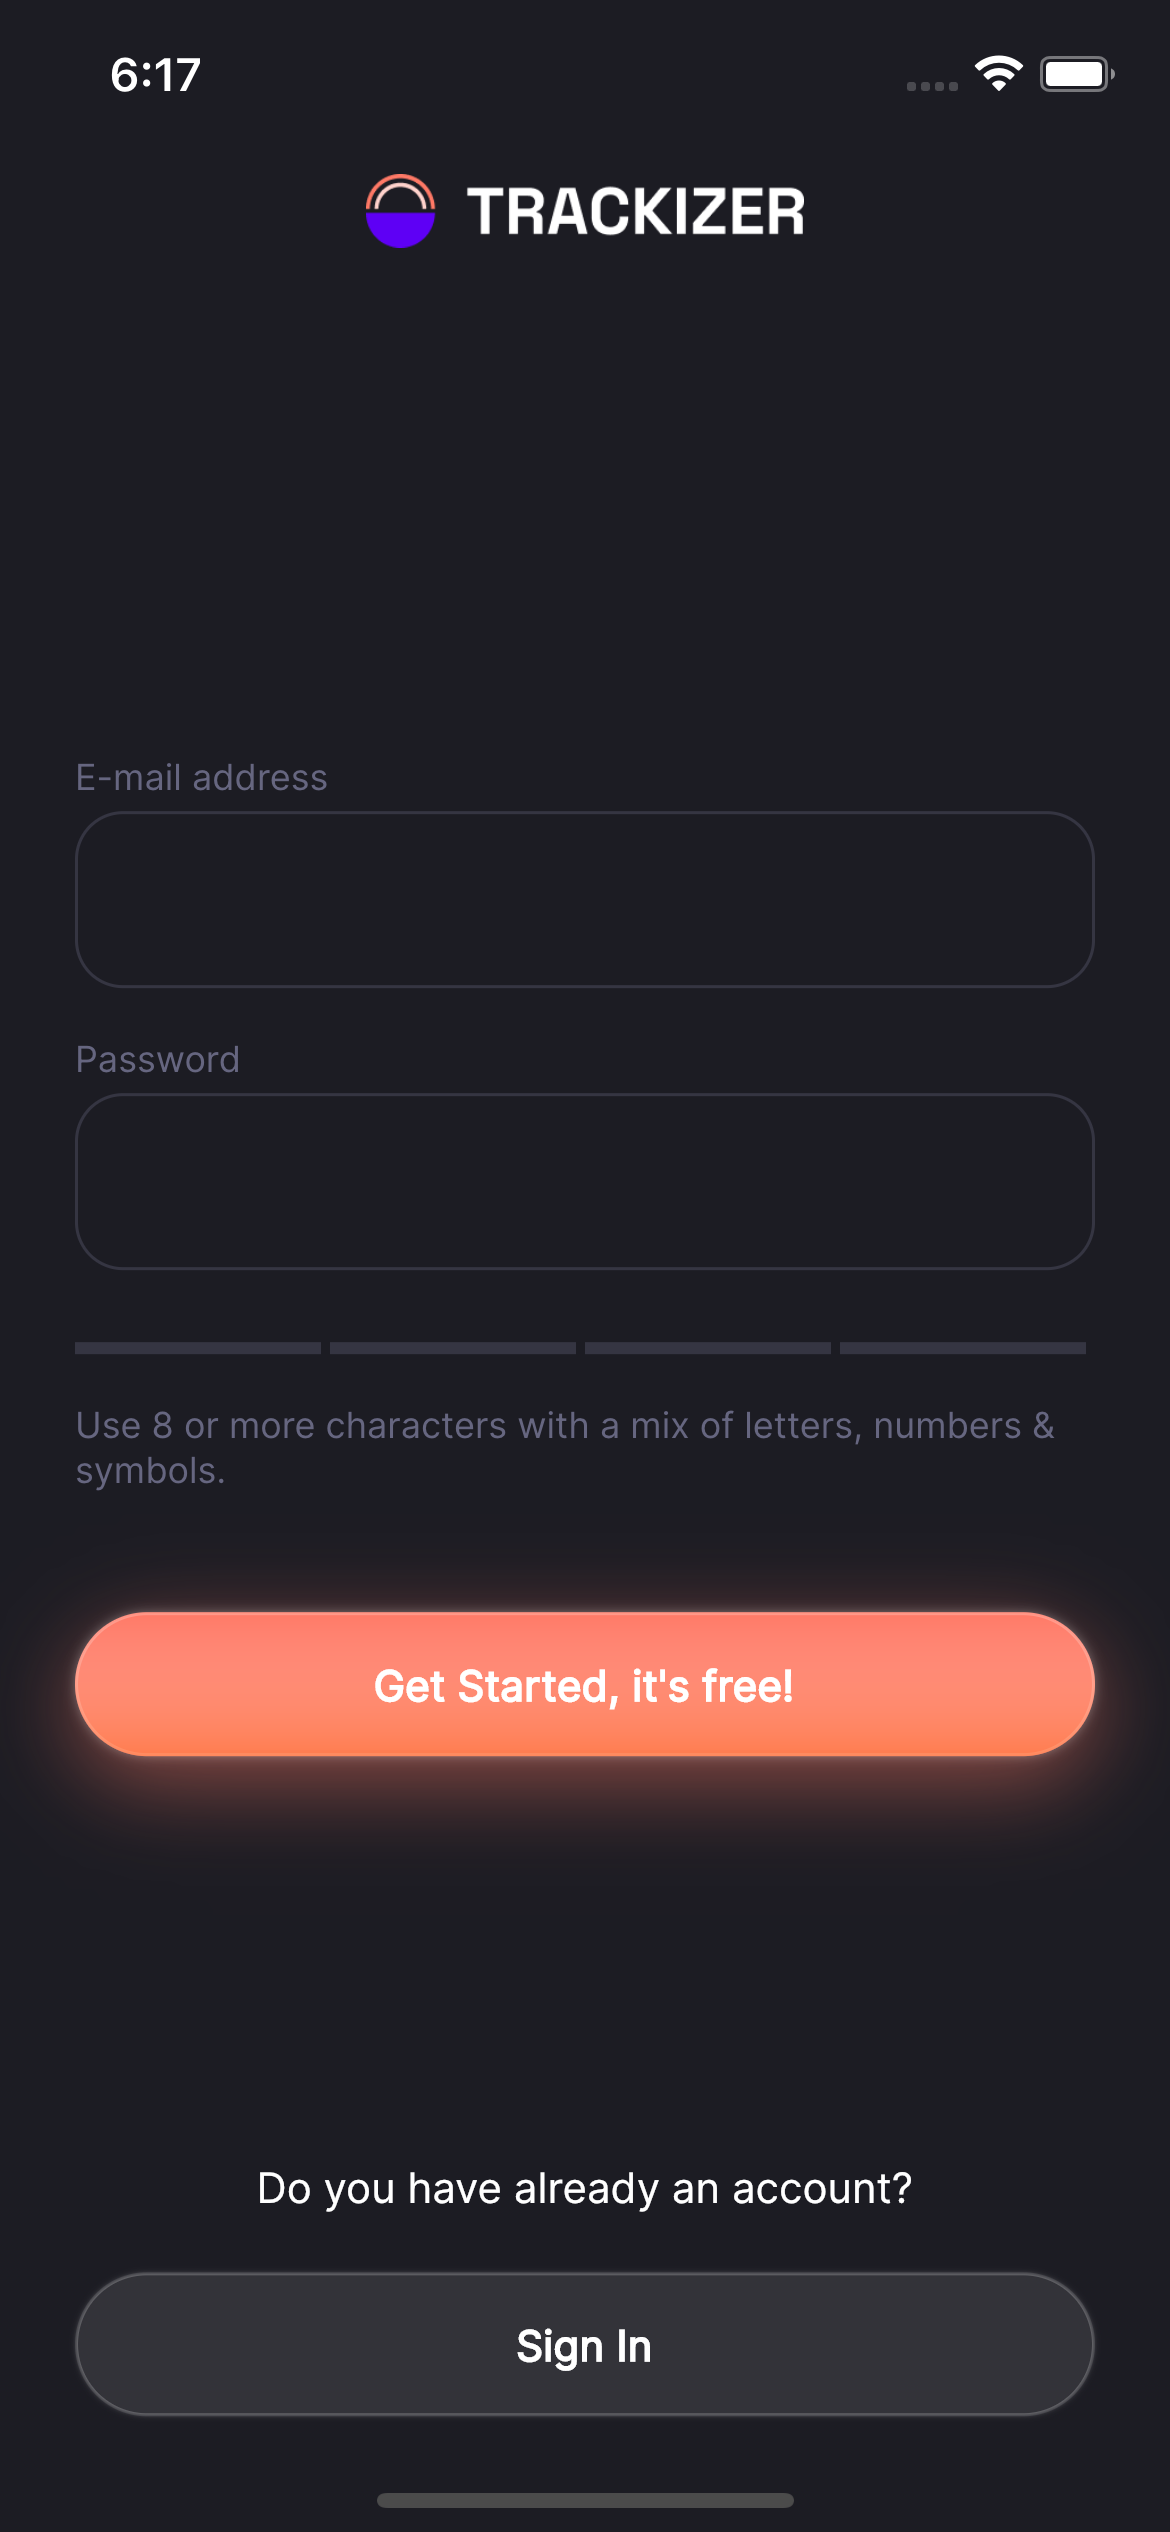 6:17
TRACKIZER
E-mail address
Password
Use 8 or more characters with a mix of letters, numbers &
symbols.
Get Started, it's free!
Do you have already an account?
Sign In